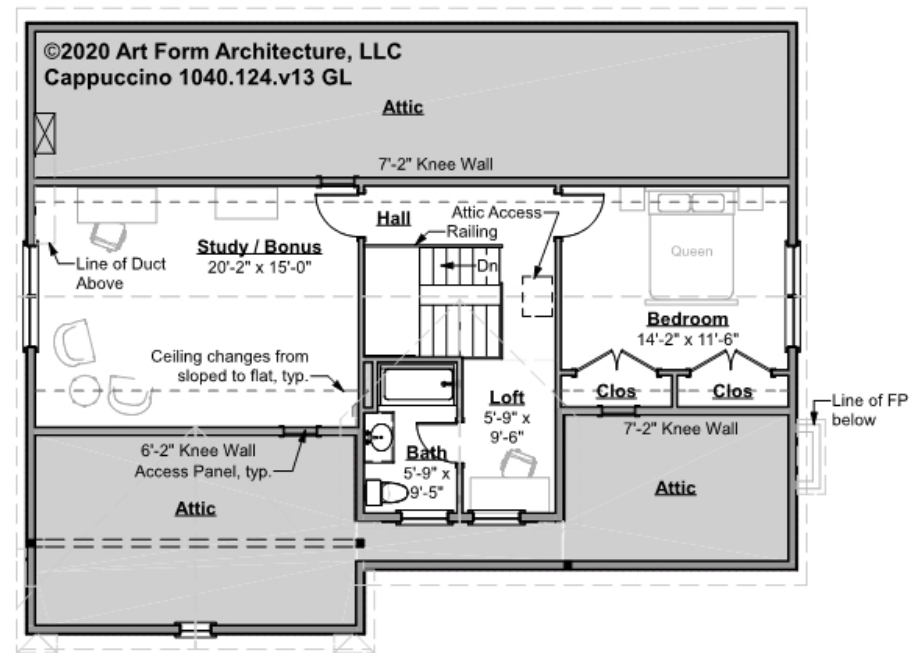 ©2020 Art Form Architecture, LLC
Cappuccino 1040.124.v13 GL
Attic
7'-2" Knee Wall
Hall
Attic Access
Railing
Dn
Study / Bonus
20'-2" x 15'-0"
Line of Duct
Above
Queen
Bedroom
14'-2" x 11'-6"
Ceiling changes from
sloped to flat, typ.
Clos
Clos
Loft
5'-9" x
9'-6"
Line of FP
below
6'-2" Knee Wall
Access Panel, typ.
Bath
5'-9" x
9'-5"
7'-2" Knee Wall
Attic
Attic